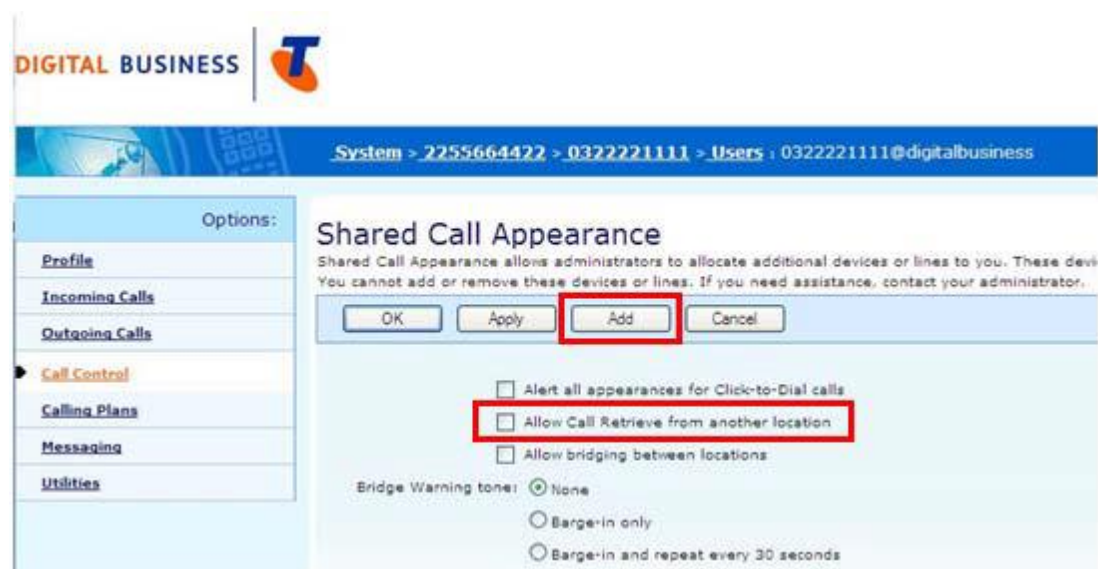 DIGITAL BUSINESS
System > 2255664422 > 0322221111 > Users : 0322221111@digitalbusiness
Options:
Profile
Incoming Calls
Outgoing Calls
Call Control
Calling Plans
Messaging
Utilities
Shared Call Appearance
Shared Call Appearance allows administrators to allocate additional devices or lines to you. These devi
You cannot add or remove these devices or lines. If you need assistance, contact your administrator.
OK Apply Add Cancel
Alert all appearances for Click-to-Dial calls
Allow Call Retrieve from another location
Allow bridging between locations
Bridge Warning tone: None
Barge-in only
Barge-in and repeat every 30 seconds